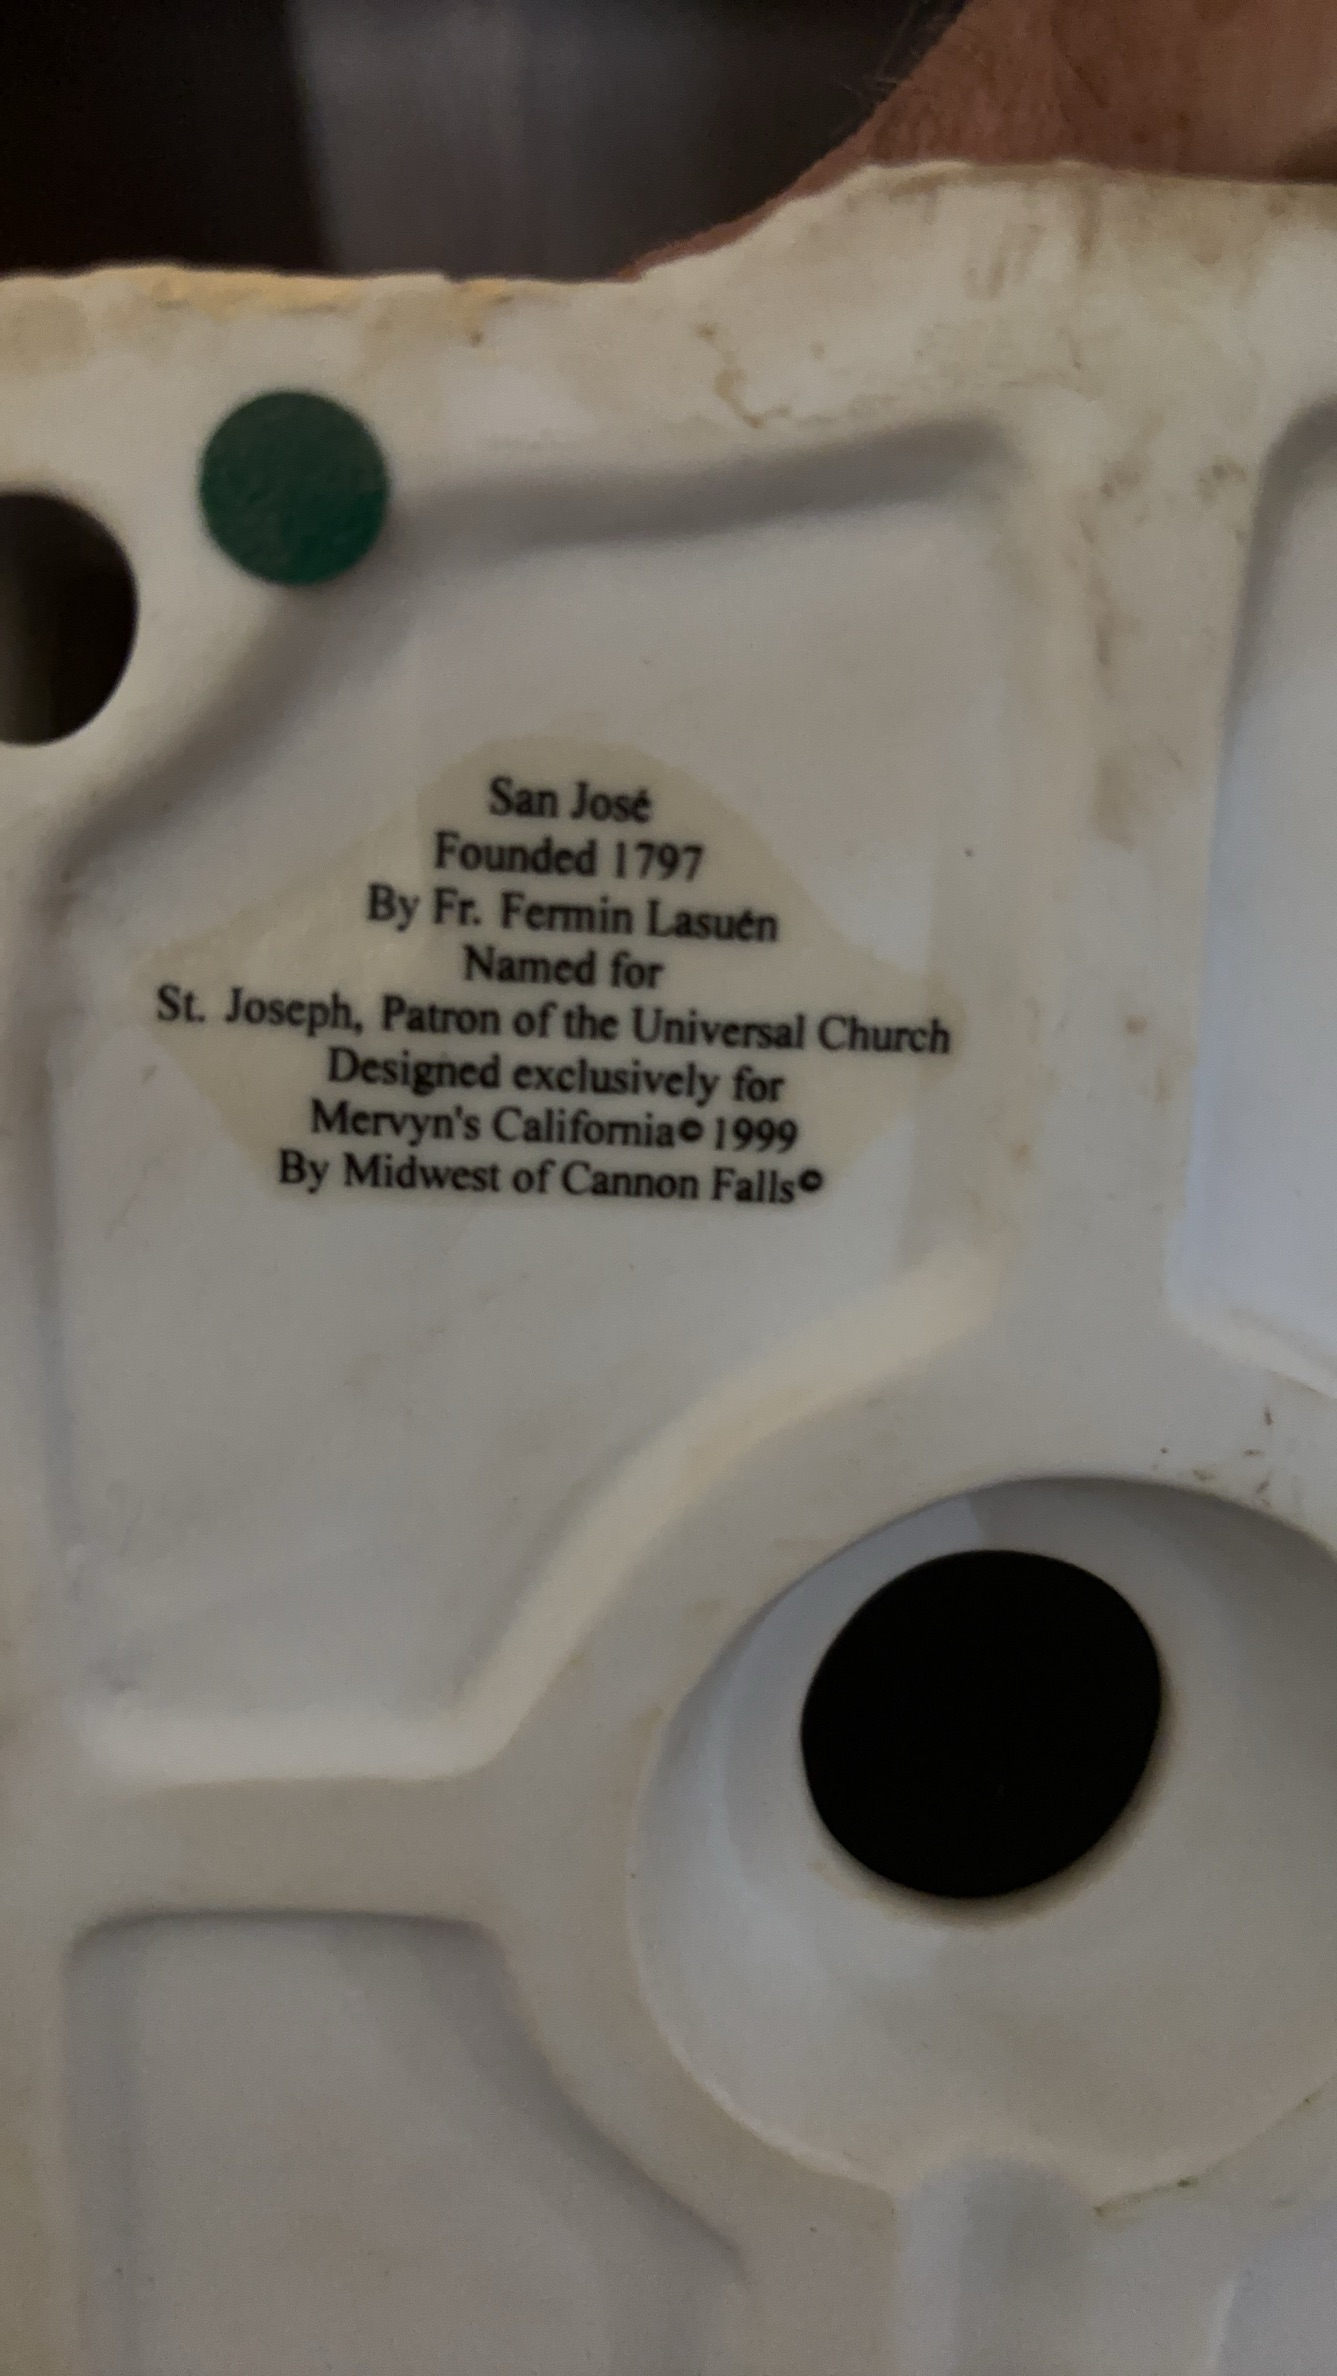 San José
Founded 1797
By Fr. Fermin Lasuén
Named for
St. Joseph, Patron of the Universal Church
Designed exclusively for
Mervyn's California© 1999
By Midwest of Cannon Falls©